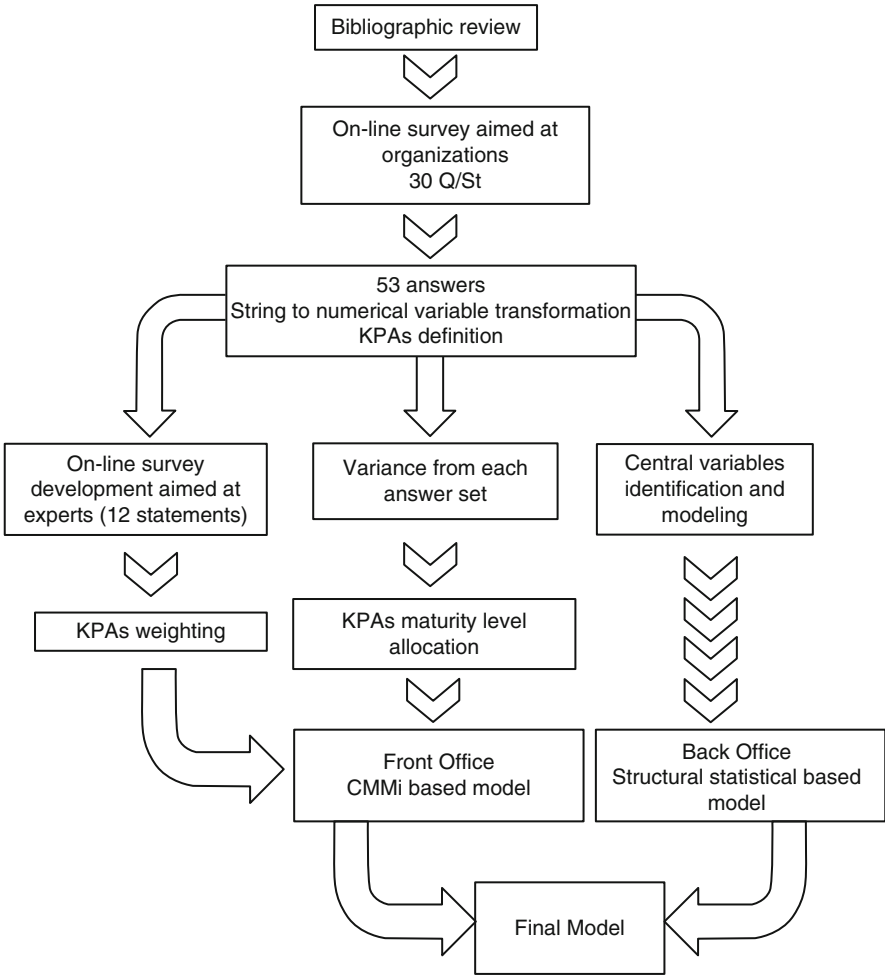 Bibliographic review
On-line survey aimed at
organizations
30 Q/St
53 answers
String to numerical variable transformation
KPAs definition
On-line survey
development aimed at
experts (12 statements)
Variance from each
answer set
Central variables
identification and
modeling
KPAs weighting
KPAs maturity level
allocation
Front Office
CMMi based model
Back Office
Structural statistical based
model
Final Model